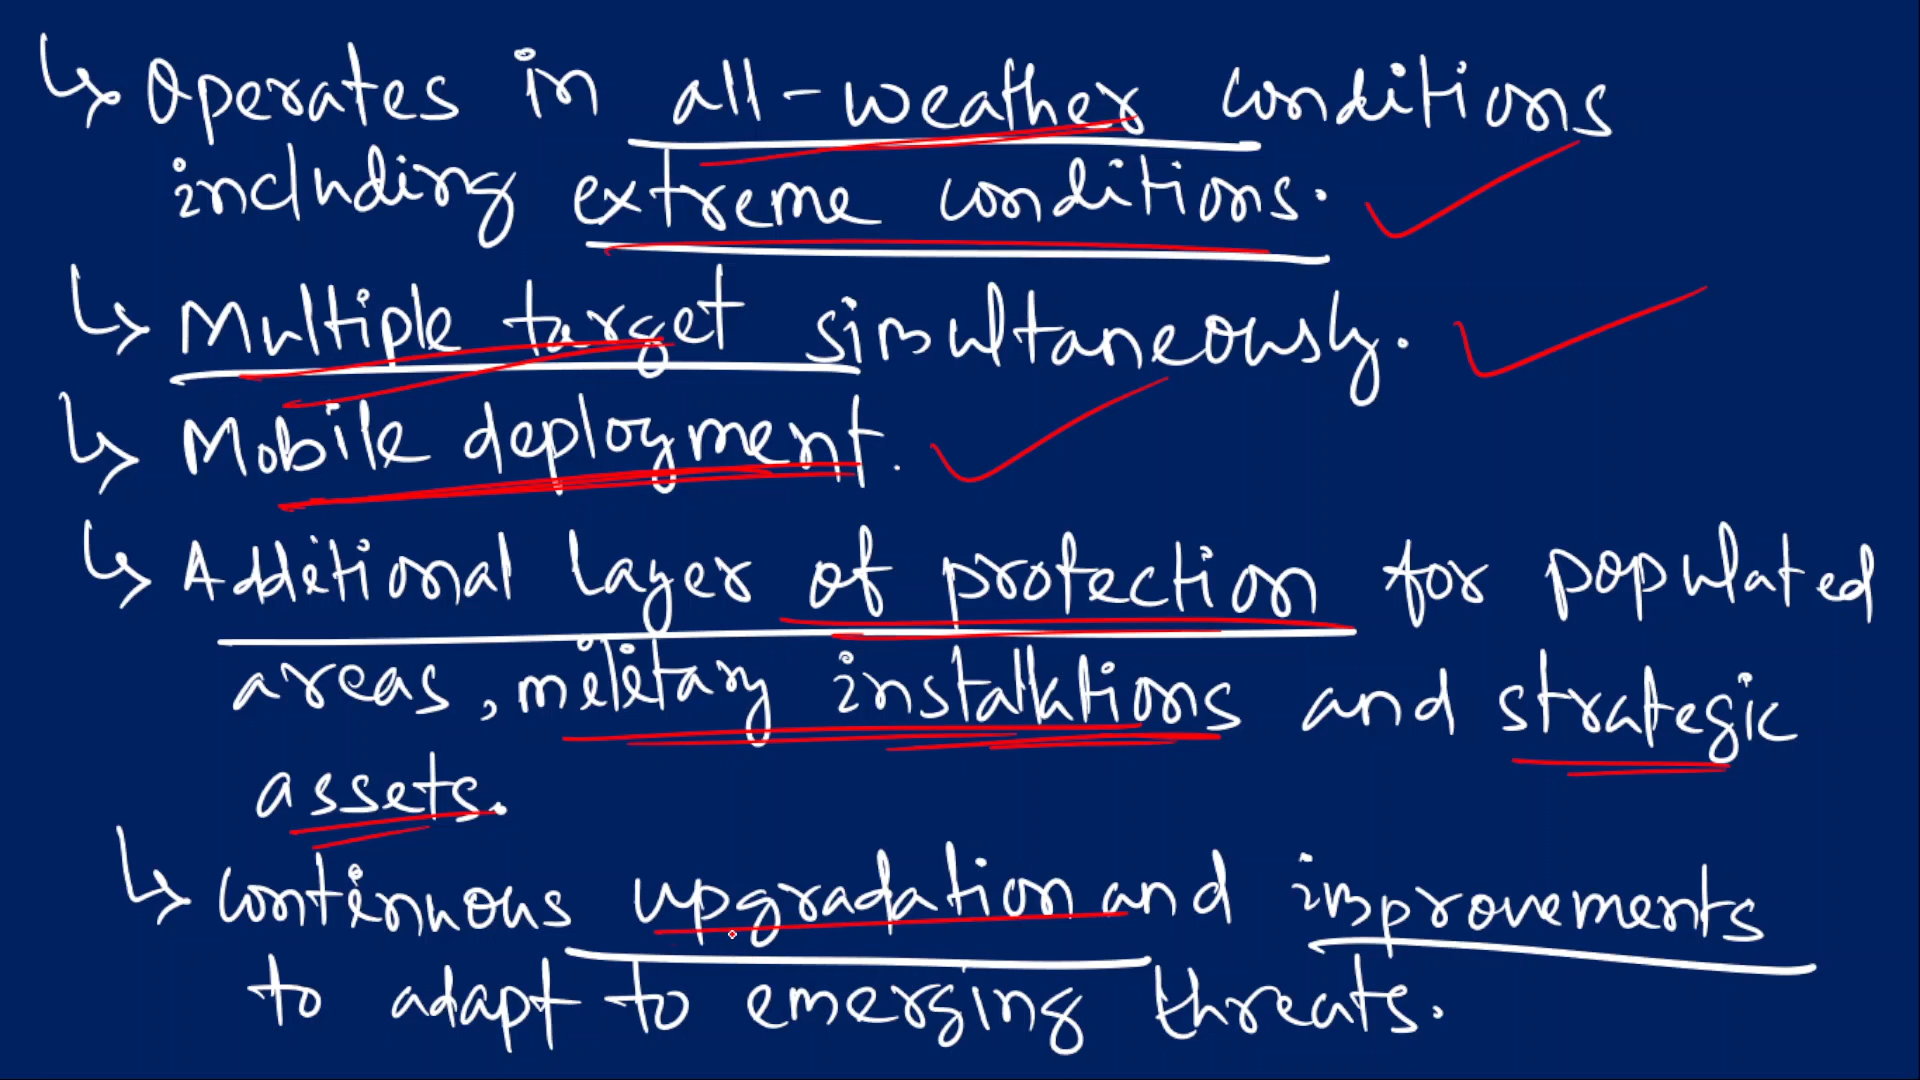 ↳ Operates in all-weather conditions
including extreme conditions.
↳ Multiple target simultaneously.
↳ Mobile deployment.
↳ Additional layer of protection for populated
areas, military installations and strategic
assets.
↳ continuous upgradation and improvements
to adapt to emerging threats.